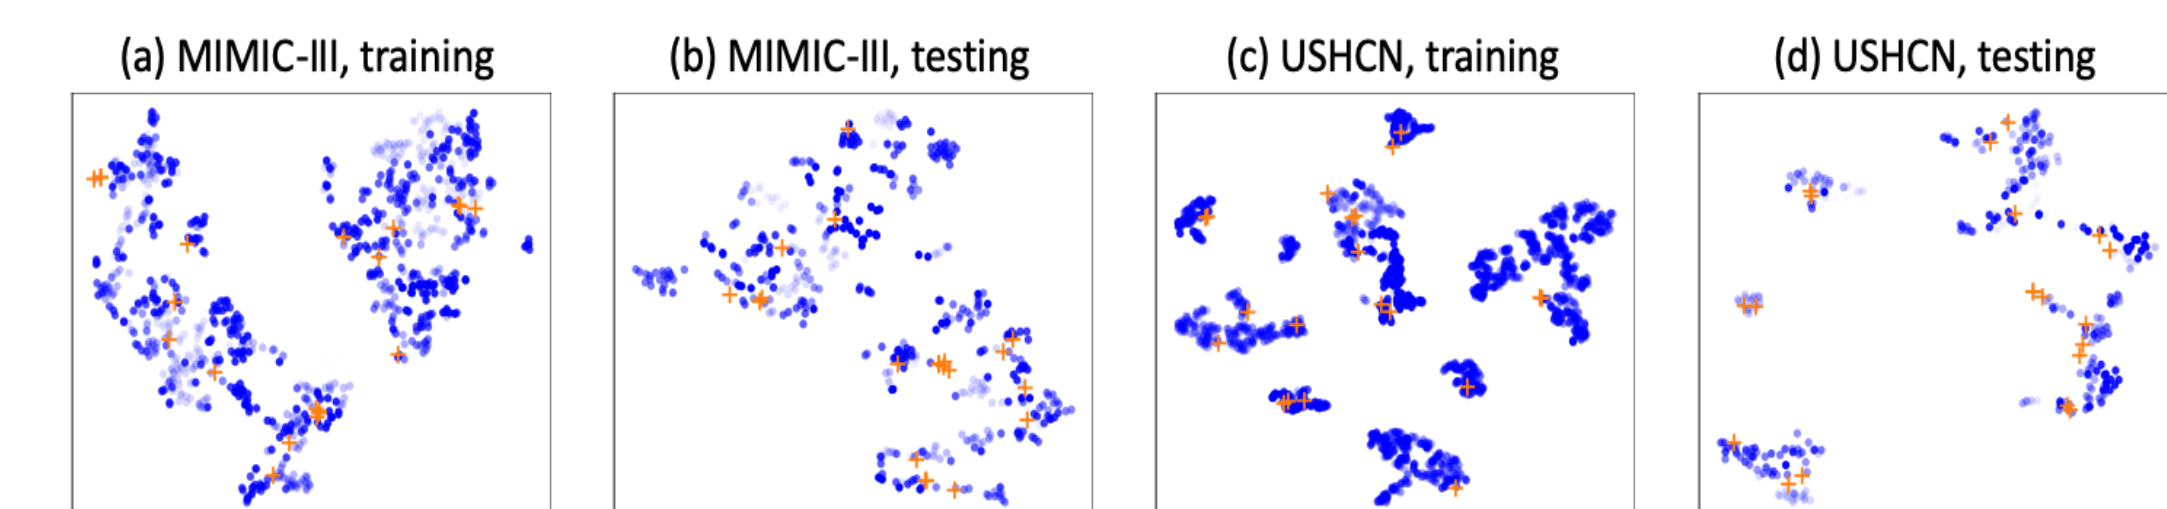 (a) MIMIC-III, training
(b) MIMIC-III, testing
(c) USHCN, training
(d) USHCN, testing